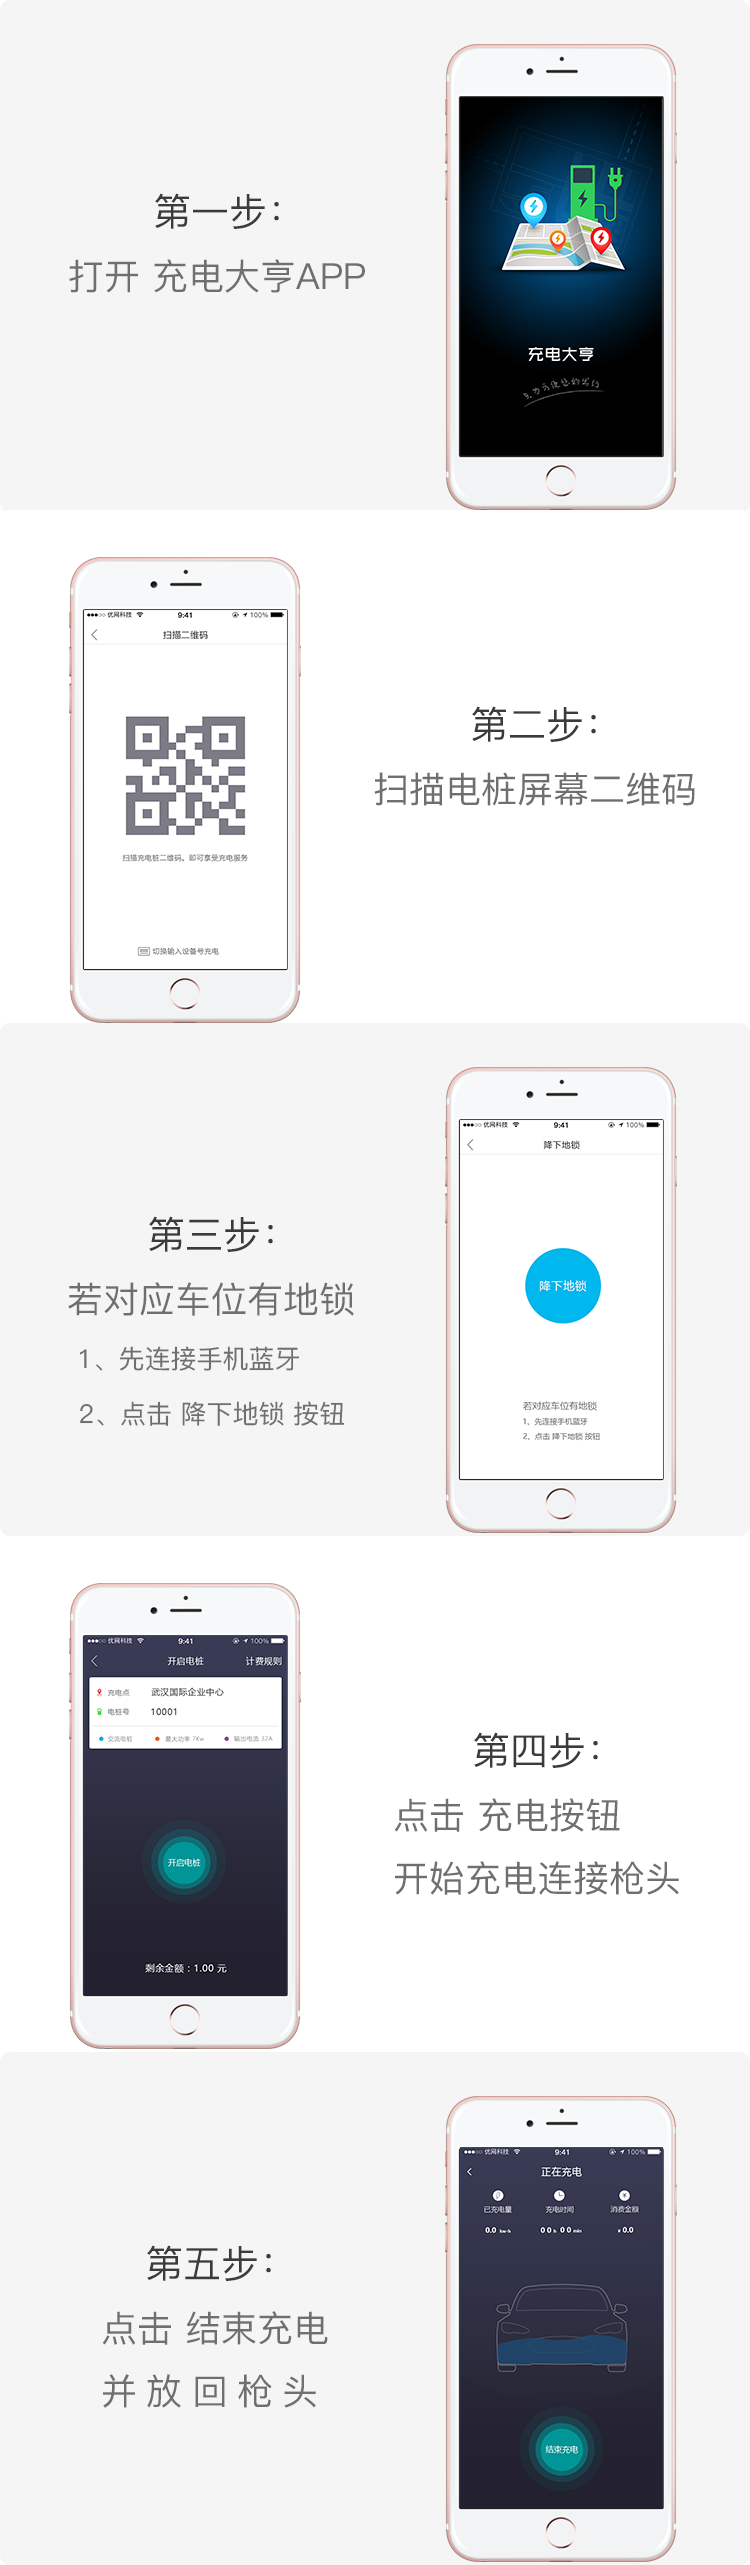 第一步：
打开 充电大亨APP
充电大亨
第二步：
扫描电桩屏幕二维码
优网科技 9:41 100%
扫描二维码
扫描充电桩二维码，即可享受充电服务
切换输入设备号充电
第三步：
若对应车位有地锁
1、先连接手机蓝牙
2、点击 降下地锁 按钮
优网科技 9:41 100%
降下地锁
降下地锁
若对应车位有地锁
1、先连接手机蓝牙
2、点击 降下地锁 按钮
第四步：
点击 充电按钮
开始充电连接枪头
优网科技 9:41 100%
开启电桩 计费规则
充电点 武汉国际企业中心
电桩号 10001
交流电桩 最大功率 7Kw 输出电流 32A
开启电桩
剩余金额：1.00 元
第五步：
点击 结束充电
并放回枪头
优网科技 9:41 100%
正在充电
已充电量 充电时间 消费金额
0.0 kw·h 00 h 00 min ¥ 0.0
结束充电